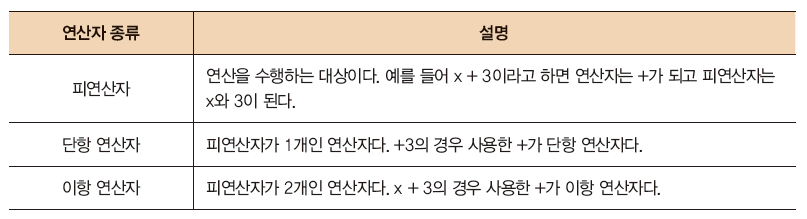 연산자 종류
설명
피연산자
연산을 수행하는 대상이다. 예를 들어 x + 3이라고 하면 연산자는 +가 되고 피연산자는
x와 3이 된다.
단항 연산자
피연산자가 1개인 연산자다. +3의 경우 사용한 +가 단항 연산자다.
이항 연산자
피연산자가 2개인 연산자다. x + 3의 경우 사용한 +가 이항 연산자다.